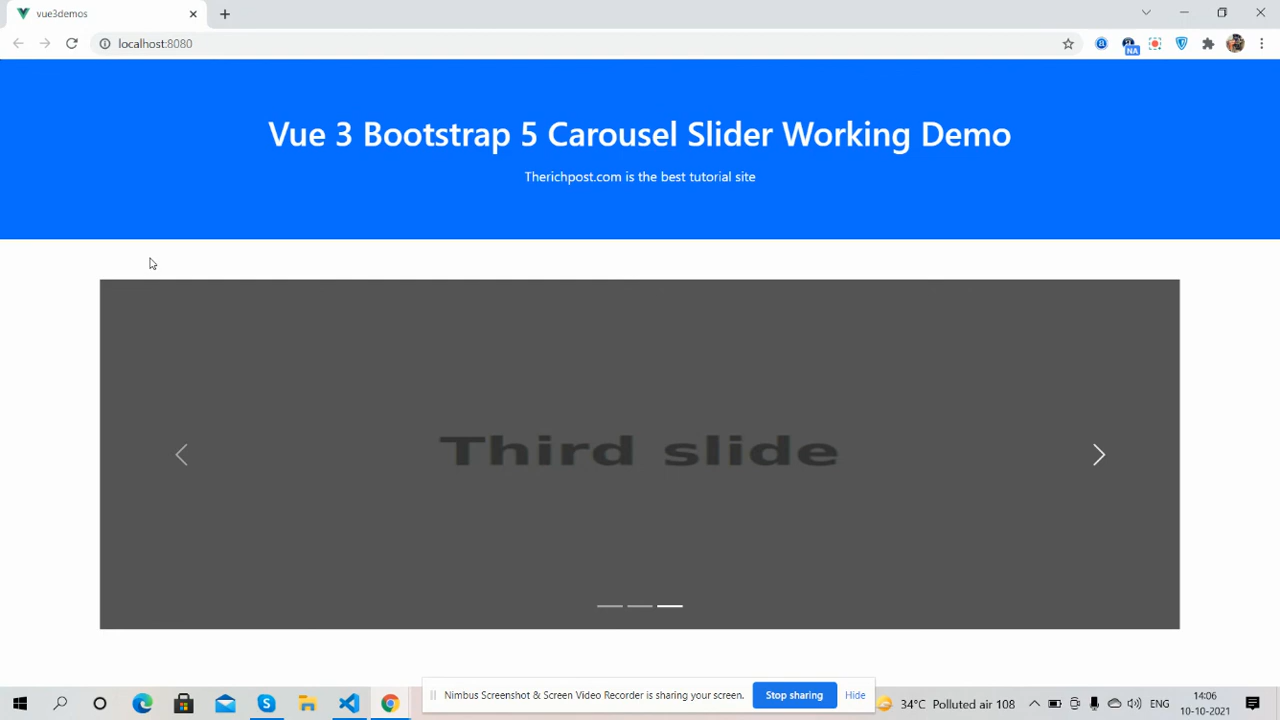 vue3demos
localhost:8080
NA
Vue 3 Bootstrap 5 Carousel Slider Working Demo
Therichpost.com is the best tutorial site
Third slide
Nimbus Screenshot & Screen Video Recorder is sharing your screen.
Stop sharing
Hide
34°C Polluted air 108
ENG
14:06
10-10-2021